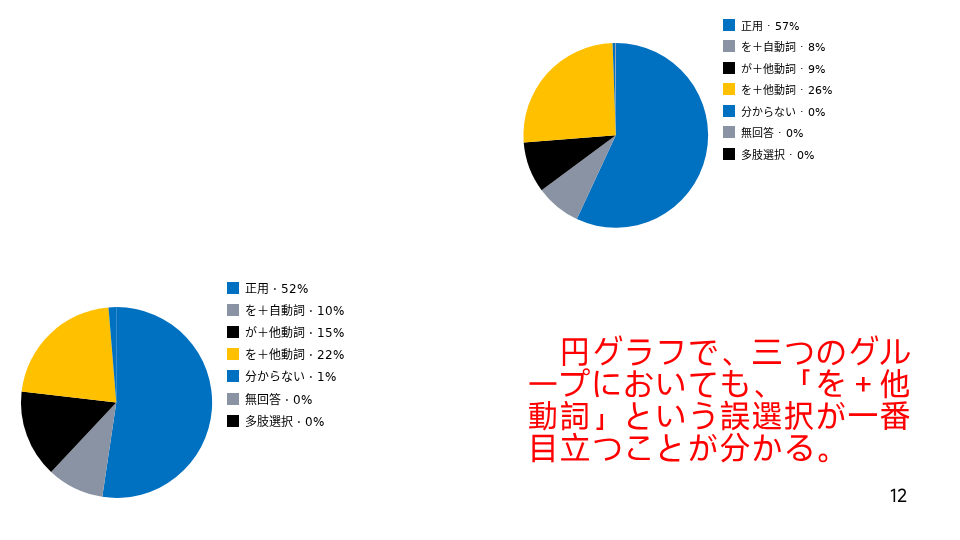 正用 · 57%
を＋自動詞 · 8%
が＋他動詞 · 9%
を＋他動詞 · 26%
分からない · 0%
無回答 · 0%
多肢選択 · 0%
正用 · 52%
を＋自動詞 · 10%
が＋他動詞 · 15%
を＋他動詞 · 22%
分からない · 1%
無回答 · 0%
多肢選択 · 0%
円グラフで、三つのグル
ープにおいても、「を + 他
動詞」という誤選択が一番
目立つことが分かる。
12